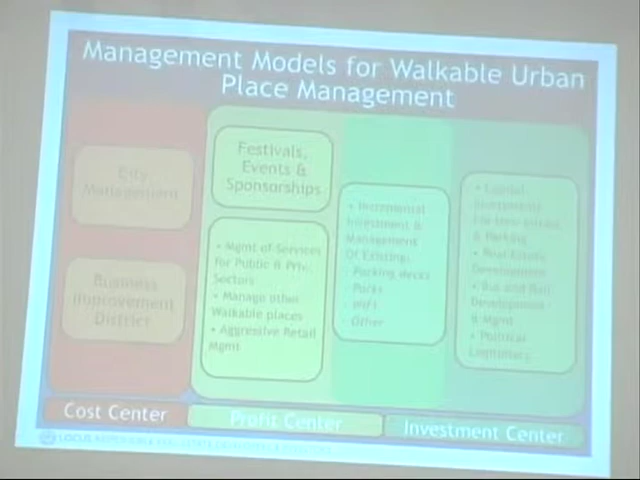 Management Models for Walkable Urban
Place Management
City
Management
Business
Improvement
District
Festivals,
Events &
Sponsorships
• Mgmt of Services
for Public & Priv.
Sectors
• Manage other
Walkable places
• Aggressive Retail
Mgmt
• Incremental
Investment &
Management
Of Existing:
- Parking decks
- Parks
- Other
• Capital
Investments
& Parking
• Real Estate
Development
• Bus and Rail
Development
& Mgmt
• Political
Cost Center
Profit Center
Investment Center
LOCUS